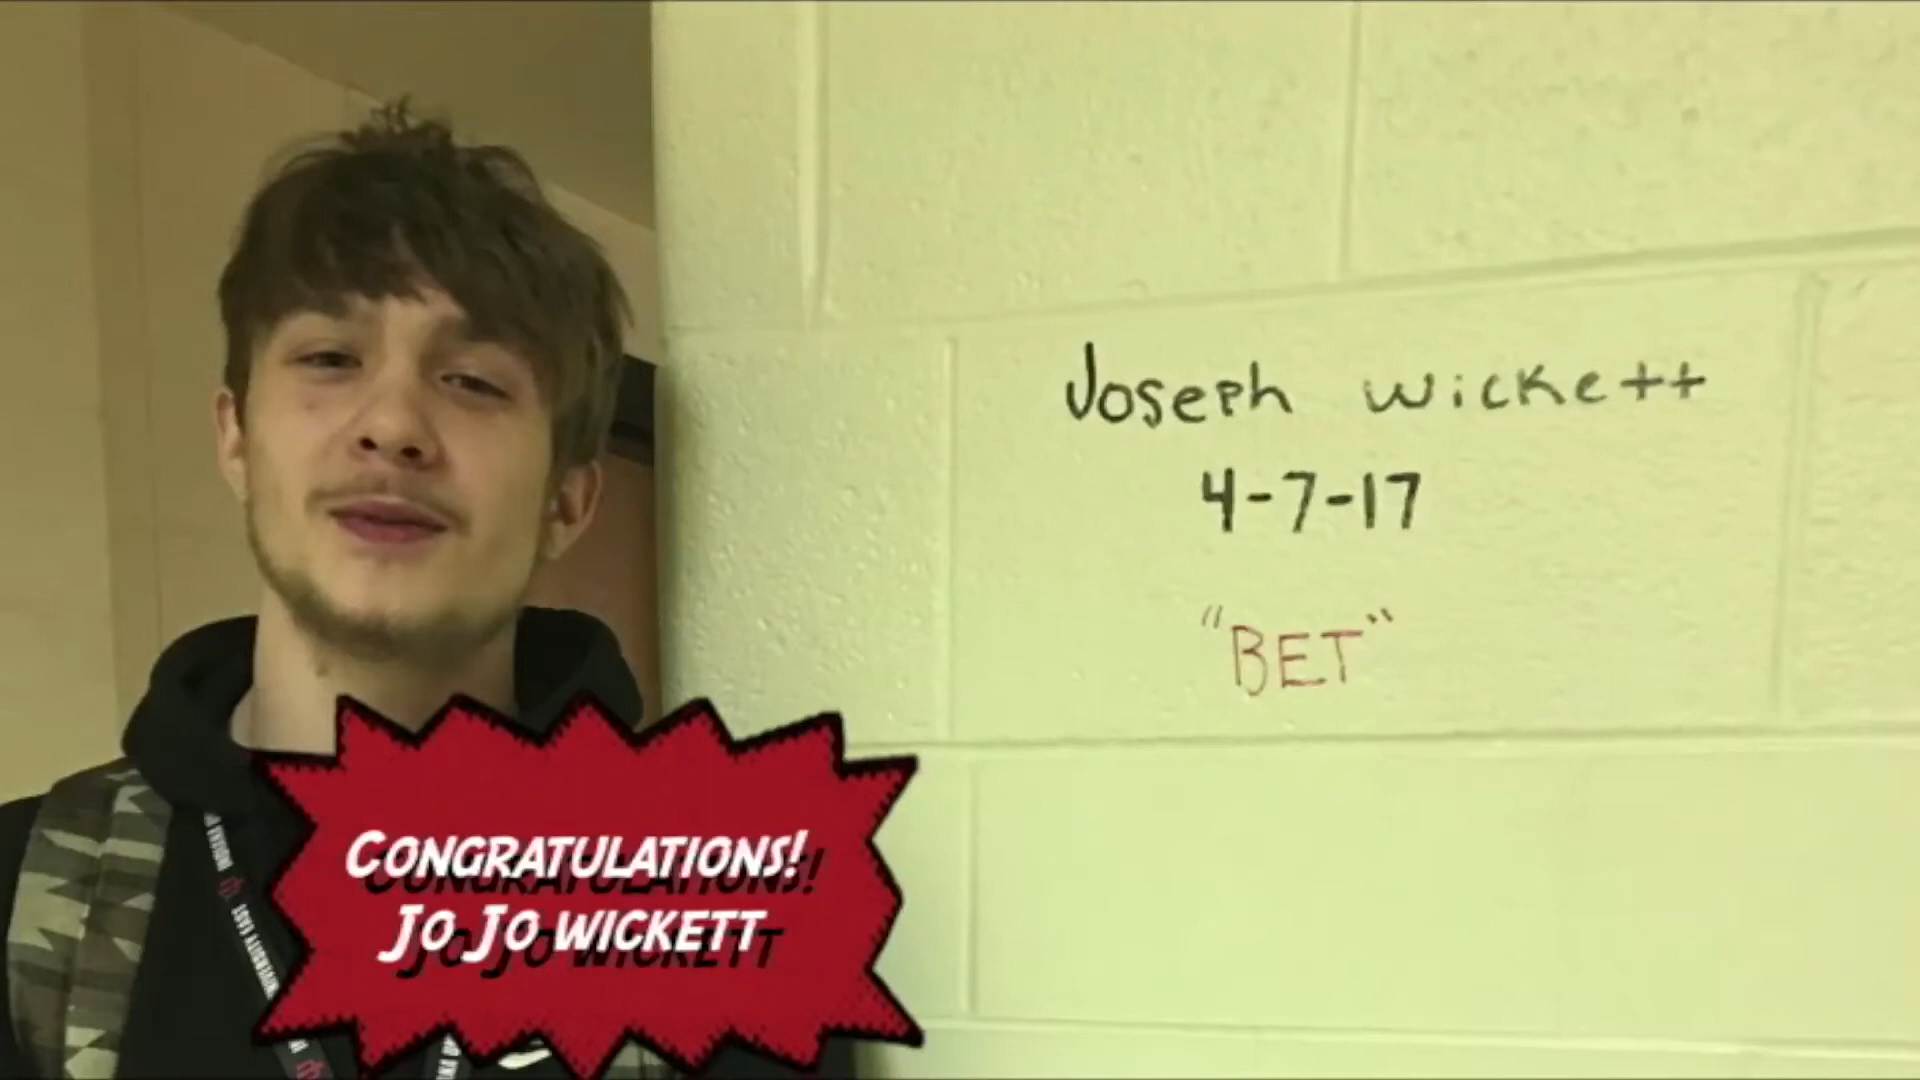 Joseph Wickett
4-7-17
"BET"
CONGRATULATIONS!
JO JO WICKETT